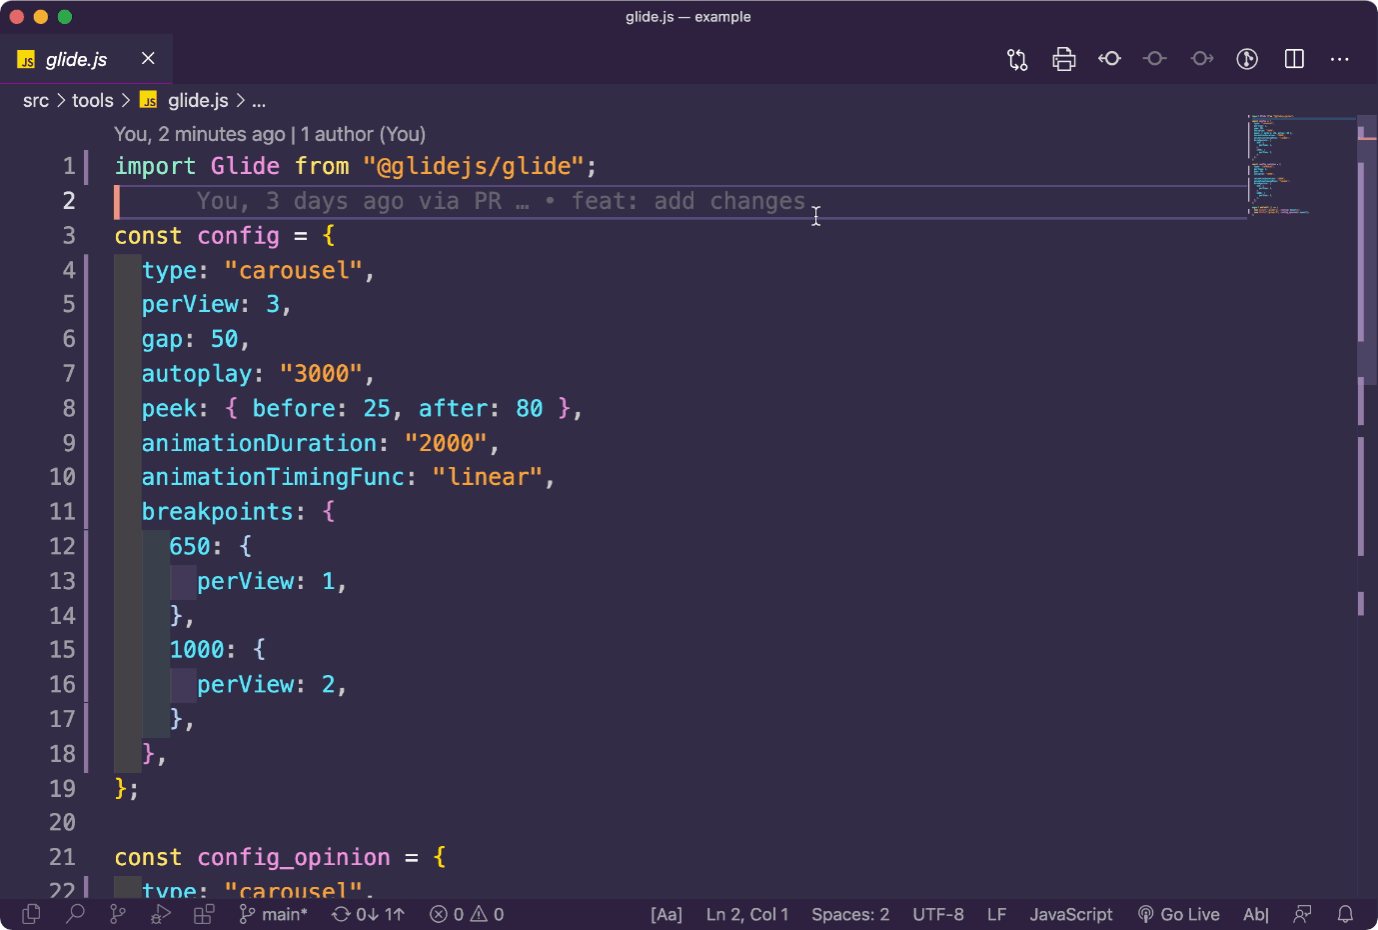 glide.js — example
JS glide.js
src > tools > JS glide.js > ...
You, 2 minutes ago | 1 author (You)
1 import Glide from "@glidejs/glide";
2 You, 3 days ago via PR … • feat: add changes
3 const config = {
4 type: "carousel",
5 perView: 3,
6 gap: 50,
7 autoplay: "3000",
8 peek: { before: 25, after: 80 },
9 animationDuration: "2000",
10 animationTimingFunc: "linear",
11 breakpoints: {
12 650: {
13 perView: 1,
14 },
15 1000: {
16 perView: 2,
17 },
18 },
19 };
20
21 const config_opinion = {
22 type: "carousel",
main* 0↓ 1↑ 0 0 [Aa] Ln 2, Col 1 Spaces: 2 UTF-8 LF JavaScript Go Live Ab|